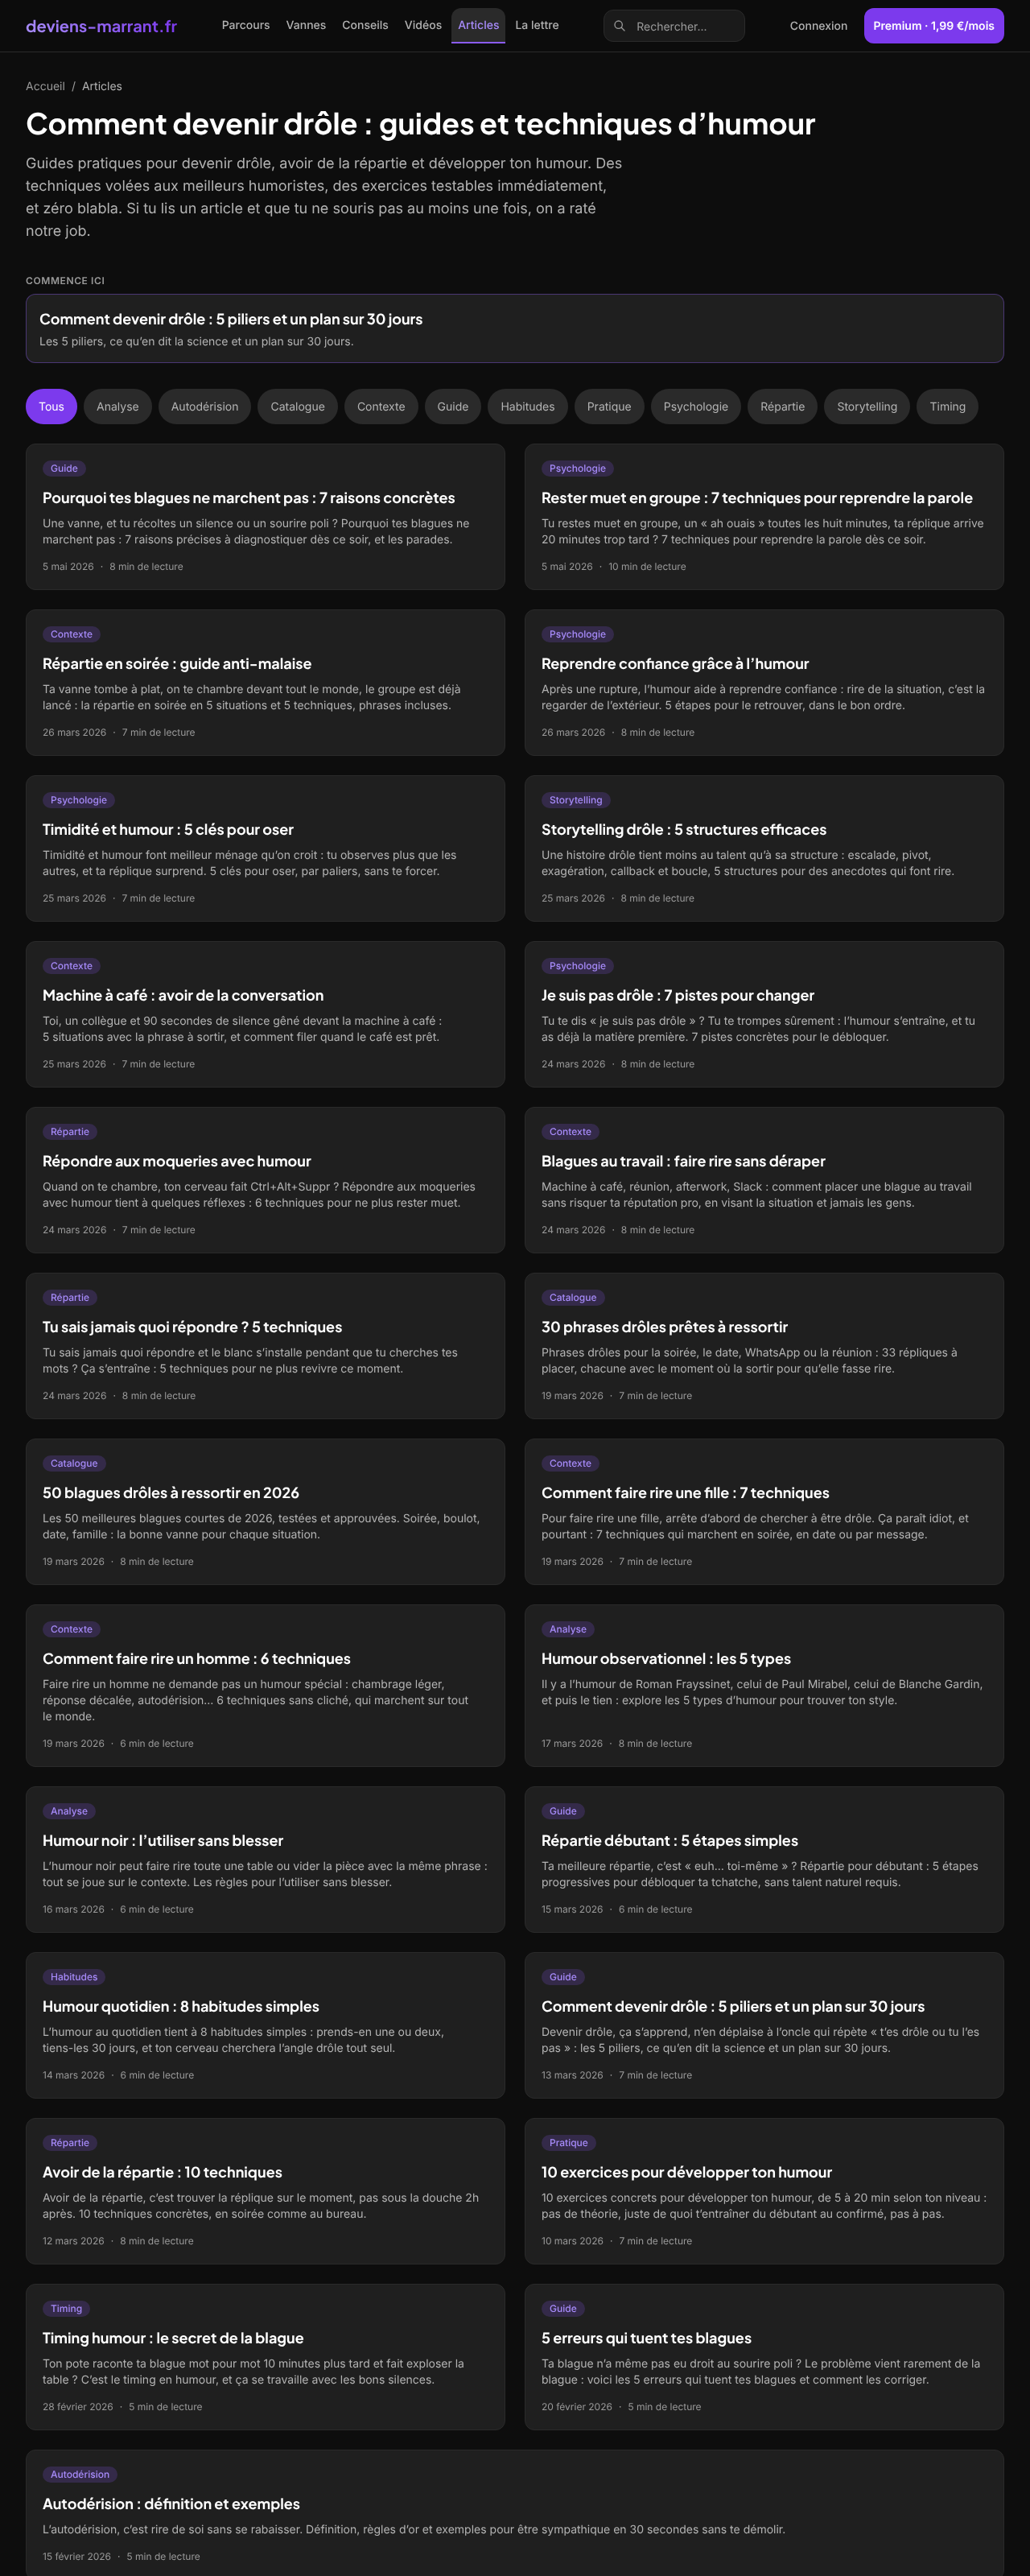 deviens-marrant.fr
Parcours
Vannes
Conseils
Vidéos
Articles
La lettre
Rechercher...
Connexion
Premium · 1,99 €/mois
Accueil / Articles
Comment devenir drôle : guides et techniques d’humour
Guides pratiques pour devenir drôle, avoir de la répartie et développer ton humour. Des
techniques volées aux meilleurs humoristes, des exercices testables immédiatement,
et zéro blabla. Si tu lis un article et que tu ne souris pas au moins une fois, on a raté
notre job.
COMMENCE ICI
Comment devenir drôle : 5 piliers et un plan sur 30 jours
Les 5 piliers, ce qu’en dit la science et un plan sur 30 jours.
Tous
Analyse
Autodérision
Catalogue
Contexte
Guide
Habitudes
Pratique
Psychologie
Répartie
Storytelling
Timing
Guide
Pourquoi tes blagues ne marchent pas : 7 raisons concrètes
Une vanne, et tu récoltes un silence ou un sourire poli ? Pourquoi tes blagues ne
marchent pas : 7 raisons précises à diagnostiquer dès ce soir, et les parades.
5 mai 2026 · 8 min de lecture
Psychologie
Rester muet en groupe : 7 techniques pour reprendre la parole
Tu restes muet en groupe, un « ah ouais » toutes les huit minutes, ta réplique arrive
20 minutes trop tard ? 7 techniques pour reprendre la parole dès ce soir.
5 mai 2026 · 10 min de lecture
Contexte
Répartie en soirée : guide anti-malaise
Ta vanne tombe à plat, on te chambre devant tout le monde, le groupe est déjà
lancé : la répartie en soirée en 5 situations et 5 techniques, phrases incluses.
26 mars 2026 · 7 min de lecture
Psychologie
Reprendre confiance grâce à l’humour
Après une rupture, l’humour aide à reprendre confiance : rire de la situation, c’est la
regarder de l’extérieur. 5 étapes pour le retrouver, dans le bon ordre.
26 mars 2026 · 8 min de lecture
Psychologie
Timidité et humour : 5 clés pour oser
Timidité et humour font meilleur ménage qu’on croit : tu observes plus que les
autres, et ta réplique surprend. 5 clés pour oser, par paliers, sans te forcer.
25 mars 2026 · 7 min de lecture
Storytelling
Storytelling drôle : 5 structures efficaces
Une histoire drôle tient moins au talent qu’à sa structure : escalade, pivot,
exagération, callback et boucle, 5 structures pour des anecdotes qui font rire.
25 mars 2026 · 8 min de lecture
Contexte
Machine à café : avoir de la conversation
Toi, un collègue et 90 secondes de silence gêné devant la machine à café :
5 situations avec la phrase à sortir, et comment filer quand le café est prêt.
25 mars 2026 · 7 min de lecture
Psychologie
Je suis pas drôle : 7 pistes pour changer
Tu te dis « je suis pas drôle » ? Tu te trompes sûrement : l’humour s’entraîne, et tu
as déjà la matière première. 7 pistes concrètes pour le débloquer.
24 mars 2026 · 8 min de lecture
Répartie
Répondre aux moqueries avec humour
Quand on te chambre, ton cerveau fait Ctrl+Alt+Suppr ? Répondre aux moqueries
avec humour tient à quelques réflexes : 6 techniques pour ne plus rester muet.
24 mars 2026 · 7 min de lecture
Contexte
Blagues au travail : faire rire sans déraper
Machine à café, réunion, afterwork, Slack : comment placer une blague au travail
sans risquer ta réputation pro, en visant la situation et jamais les gens.
24 mars 2026 · 8 min de lecture
Répartie
Tu sais jamais quoi répondre ? 5 techniques
Tu sais jamais quoi répondre et le blanc s’installe pendant que tu cherches tes
mots ? Ça s’entraîne : 5 techniques pour ne plus revivre ce moment.
24 mars 2026 · 8 min de lecture
Catalogue
30 phrases drôles prêtes à ressortir
Phrases drôles pour la soirée, le date, WhatsApp ou la réunion : 33 répliques à
placer, chacune avec le moment où la sortir pour qu’elle fasse rire.
19 mars 2026 · 7 min de lecture
Catalogue
50 blagues drôles à ressortir en 2026
Les 50 meilleures blagues courtes de 2026, testées et approuvées. Soirée, boulot,
date, famille : la bonne vanne pour chaque situation.
19 mars 2026 · 8 min de lecture
Contexte
Comment faire rire une fille : 7 techniques
Pour faire rire une fille, arrête d’abord de chercher à être drôle. Ça paraît idiot, et
pourtant : 7 techniques qui marchent en soirée, en date ou par message.
19 mars 2026 · 7 min de lecture
Contexte
Comment faire rire un homme : 6 techniques
Faire rire un homme ne demande pas un humour spécial : chambrage léger,
réponse décalée, autodérision... 6 techniques sans cliché, qui marchent sur tout
le monde.
19 mars 2026 · 6 min de lecture
Analyse
Humour observationnel : les 5 types
Il y a l’humour de Roman Frayssinet, celui de Paul Mirabel, celui de Blanche Gardin,
et puis le tien : explore les 5 types d’humour pour trouver ton style.
17 mars 2026 · 8 min de lecture
Analyse
Humour noir : l’utiliser sans blesser
L’humour noir peut faire rire toute une table ou vider la pièce avec la même phrase :
tout se joue sur le contexte. Les règles pour l’utiliser sans blesser.
16 mars 2026 · 6 min de lecture
Guide
Répartie débutant : 5 étapes simples
Ta meilleure répartie, c’est « euh... toi-même » ? Répartie pour débutant : 5 étapes
progressives pour débloquer ta tchatche, sans talent naturel requis.
15 mars 2026 · 6 min de lecture
Habitudes
Humour quotidien : 8 habitudes simples
L’humour au quotidien tient à 8 habitudes simples : prends-en une ou deux,
tiens-les 30 jours, et ton cerveau cherchera l’angle drôle tout seul.
14 mars 2026 · 6 min de lecture
Guide
Comment devenir drôle : 5 piliers et un plan sur 30 jours
Devenir drôle, ça s’apprend, n’en déplaise à l’oncle qui répète « t’es drôle ou tu l’es
pas » : les 5 piliers, ce qu’en dit la science et un plan sur 30 jours.
13 mars 2026 · 7 min de lecture
Répartie
Avoir de la répartie : 10 techniques
Avoir de la répartie, c’est trouver la réplique sur le moment, pas sous la douche 2h
après. 10 techniques concrètes, en soirée comme au bureau.
12 mars 2026 · 8 min de lecture
Pratique
10 exercices pour développer ton humour
10 exercices concrets pour développer ton humour, de 5 à 20 min selon ton niveau :
pas de théorie, juste de quoi t’entraîner du débutant au confirmé, pas à pas.
10 mars 2026 · 7 min de lecture
Timing
Timing humour : le secret de la blague
Ton pote raconte ta blague mot pour mot 10 minutes plus tard et fait exploser la
table ? C’est le timing en humour, et ça se travaille avec les bons silences.
28 février 2026 · 5 min de lecture
Guide
5 erreurs qui tuent tes blagues
Ta blague n’a même pas eu droit au sourire poli ? Le problème vient rarement de la
blague : voici les 5 erreurs qui tuent tes blagues et comment les corriger.
20 février 2026 · 5 min de lecture
Autodérision
Autodérision : définition et exemples
L’autodérision, c’est rire de soi sans se rabaisser. Définition, règles d’or et exemples pour être sympathique en 30 secondes sans te démolir.
15 février 2026 · 5 min de lecture